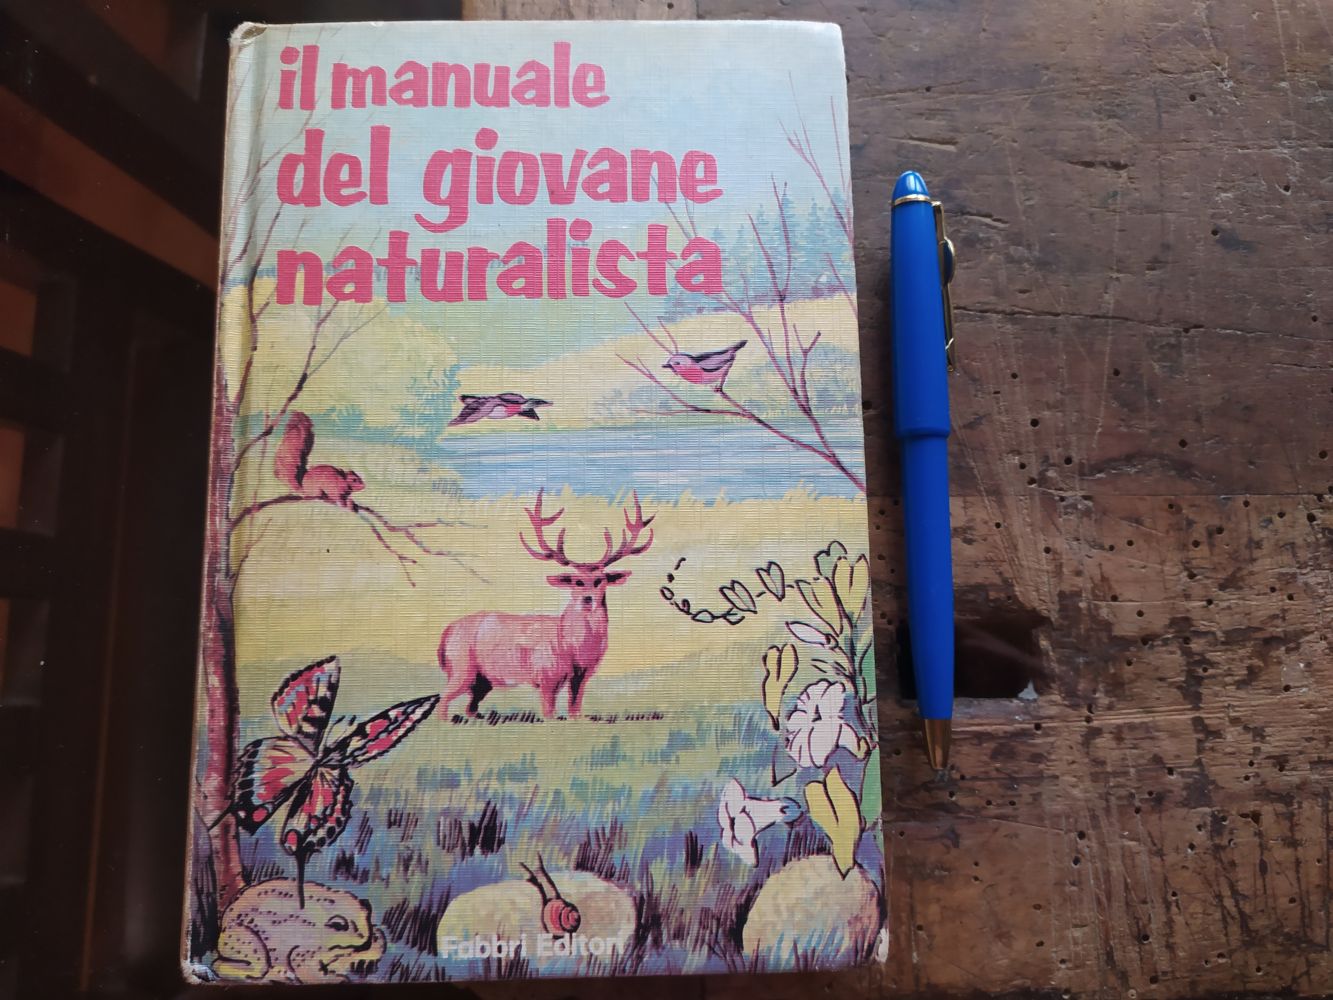 il manuale
del giovane
naturalista
Fabbri Editori